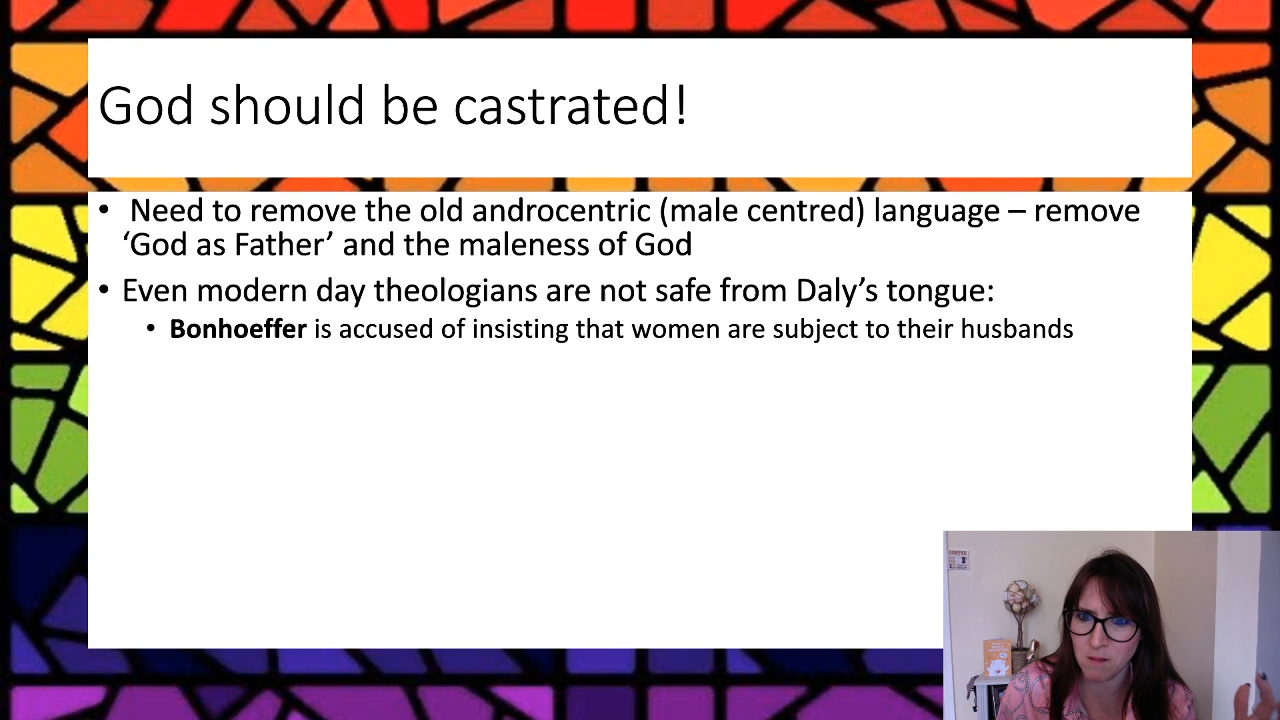 God should be castrated!
• Need to remove the old androcentric (male centred) language – remove
‘God as Father’ and the maleness of God
• Even modern day theologians are not safe from Daly’s tongue:
• Bonhoeffer is accused of insisting that women are subject to their husbands